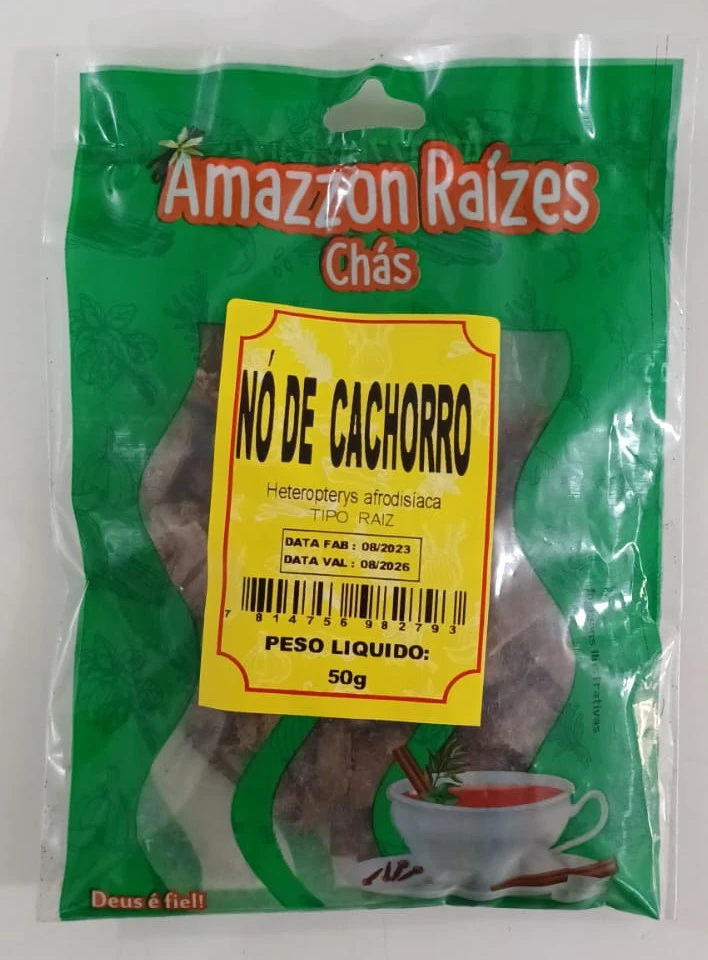 Amazzon Raízes
Chás
NÓ DE CACHORRO
Heteropterys afrodisíaca
TIPO RAIZ
DATA FAB : 08/2023
DATA VAL : 08/2026
7 814756 982793
PESO LIQUIDO:
50g
Deus é fiel!